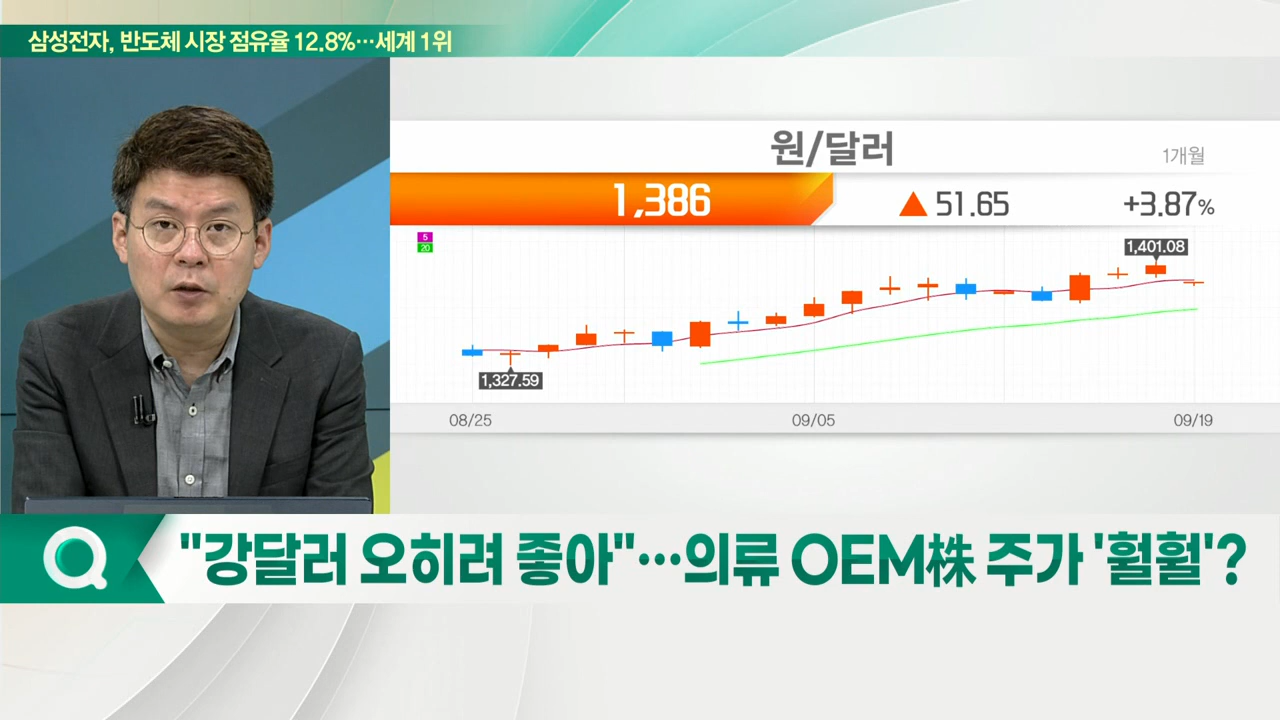 삼성전자, 반도체 시장 점유율 12.8%…세계 1위
원/달러
1개월
1,386 ▲ 51.65 +3.87%
5
20
1,401.08
1,327.59
08/25 09/05 09/19
"강달러 오히려 좋아"…의류 OEM株 주가 '훨훨'?